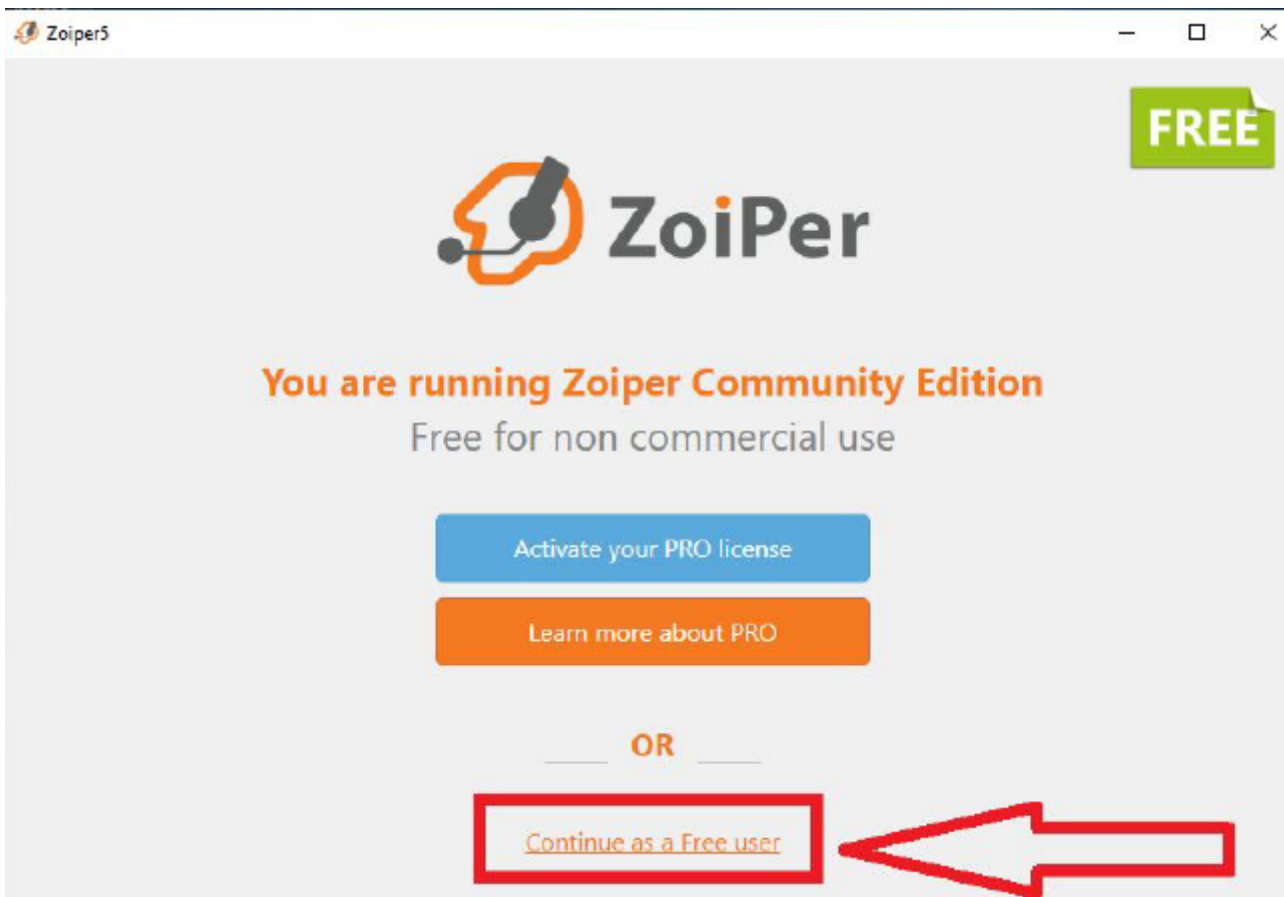 Zoiper5
FREE
ZoiPer
You are running Zoiper Community Edition
Free for non commercial use
Activate your PRO license
Learn more about PRO
OR
Continue as a Free user